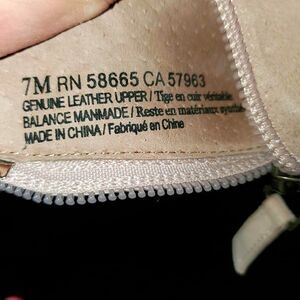 7M RN 58665 CA 57963
GENUINE LEATHER UPPER / Tige en cuir véritable
BALANCE MANMADE / Reste en matériaux synthé
MADE IN CHINA / Fabriqué en Chine